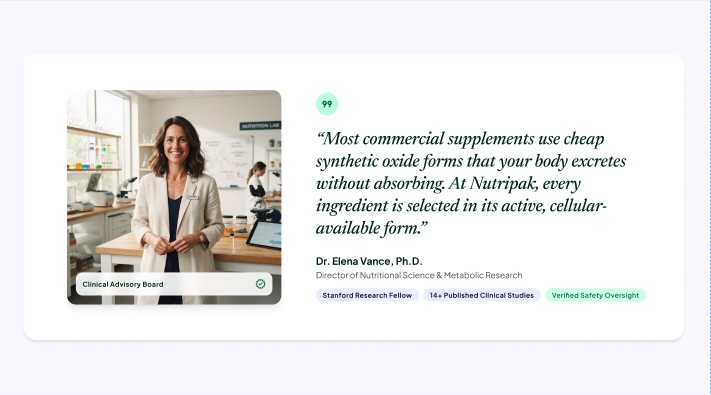 NUTRITION LAB
Clinical Advisory Board
99
“Most commercial supplements use cheap
synthetic oxide forms that your body excretes
without absorbing. At Nutripak, every
ingredient is selected in its active, cellular-
available form.”
Dr. Elena Vance, Ph.D.
Director of Nutritional Science & Metabolic Research
Stanford Research Fellow
14+ Published Clinical Studies
Verified Safety Oversight